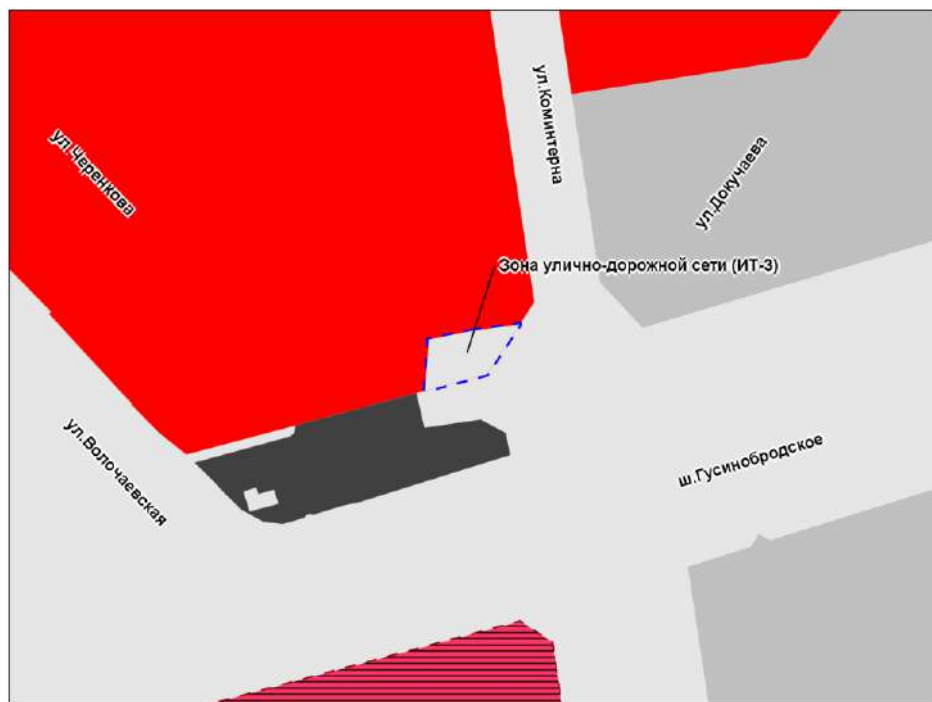 ул.Коминтерна
ул.Черенкова
ул.Докучаева
Зона улично-дорожной сети (ИТ-3)
ул.Волочаевская
ш.Гусинобродское